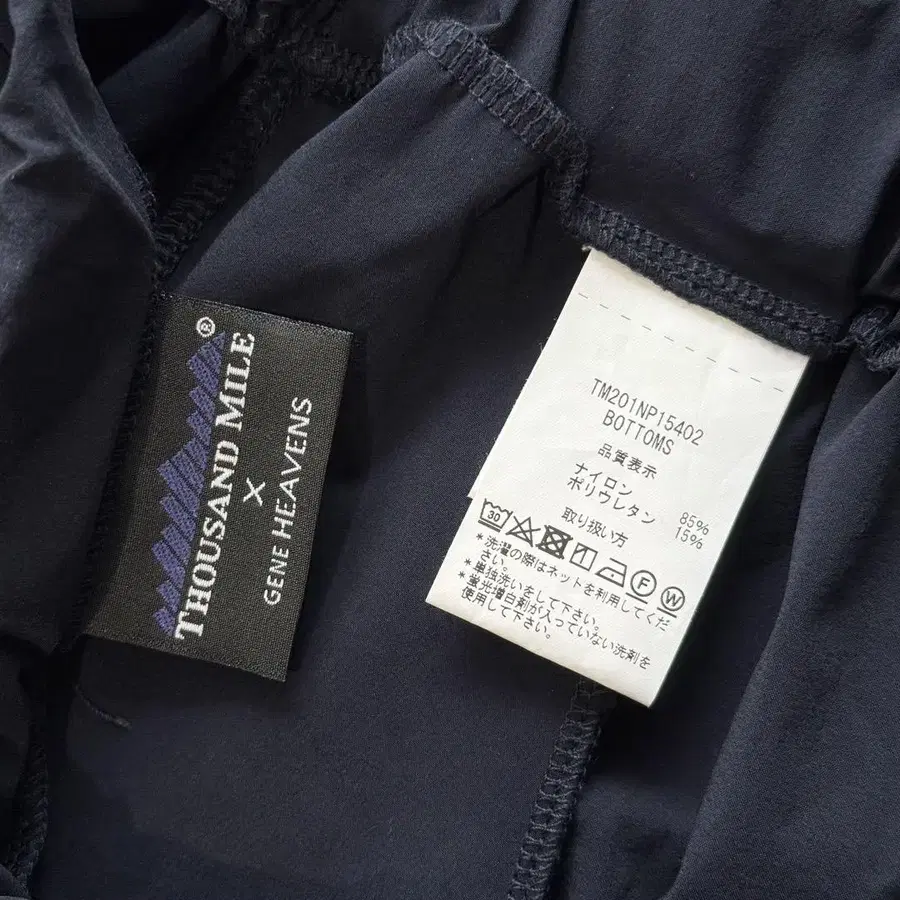 THOUSAND MILE®
X
GENE HEAVENS
TM201NP15402
BOTTOMS
品質表示
ナイロン 85%
ポリウレタン 15%
取り扱い方
30 F W
*洗濯の際はネットを利用してくだ
さい。
*単独洗いをして下さい。
*蛍光増白剤が入っていない洗剤を
使用して下さい。